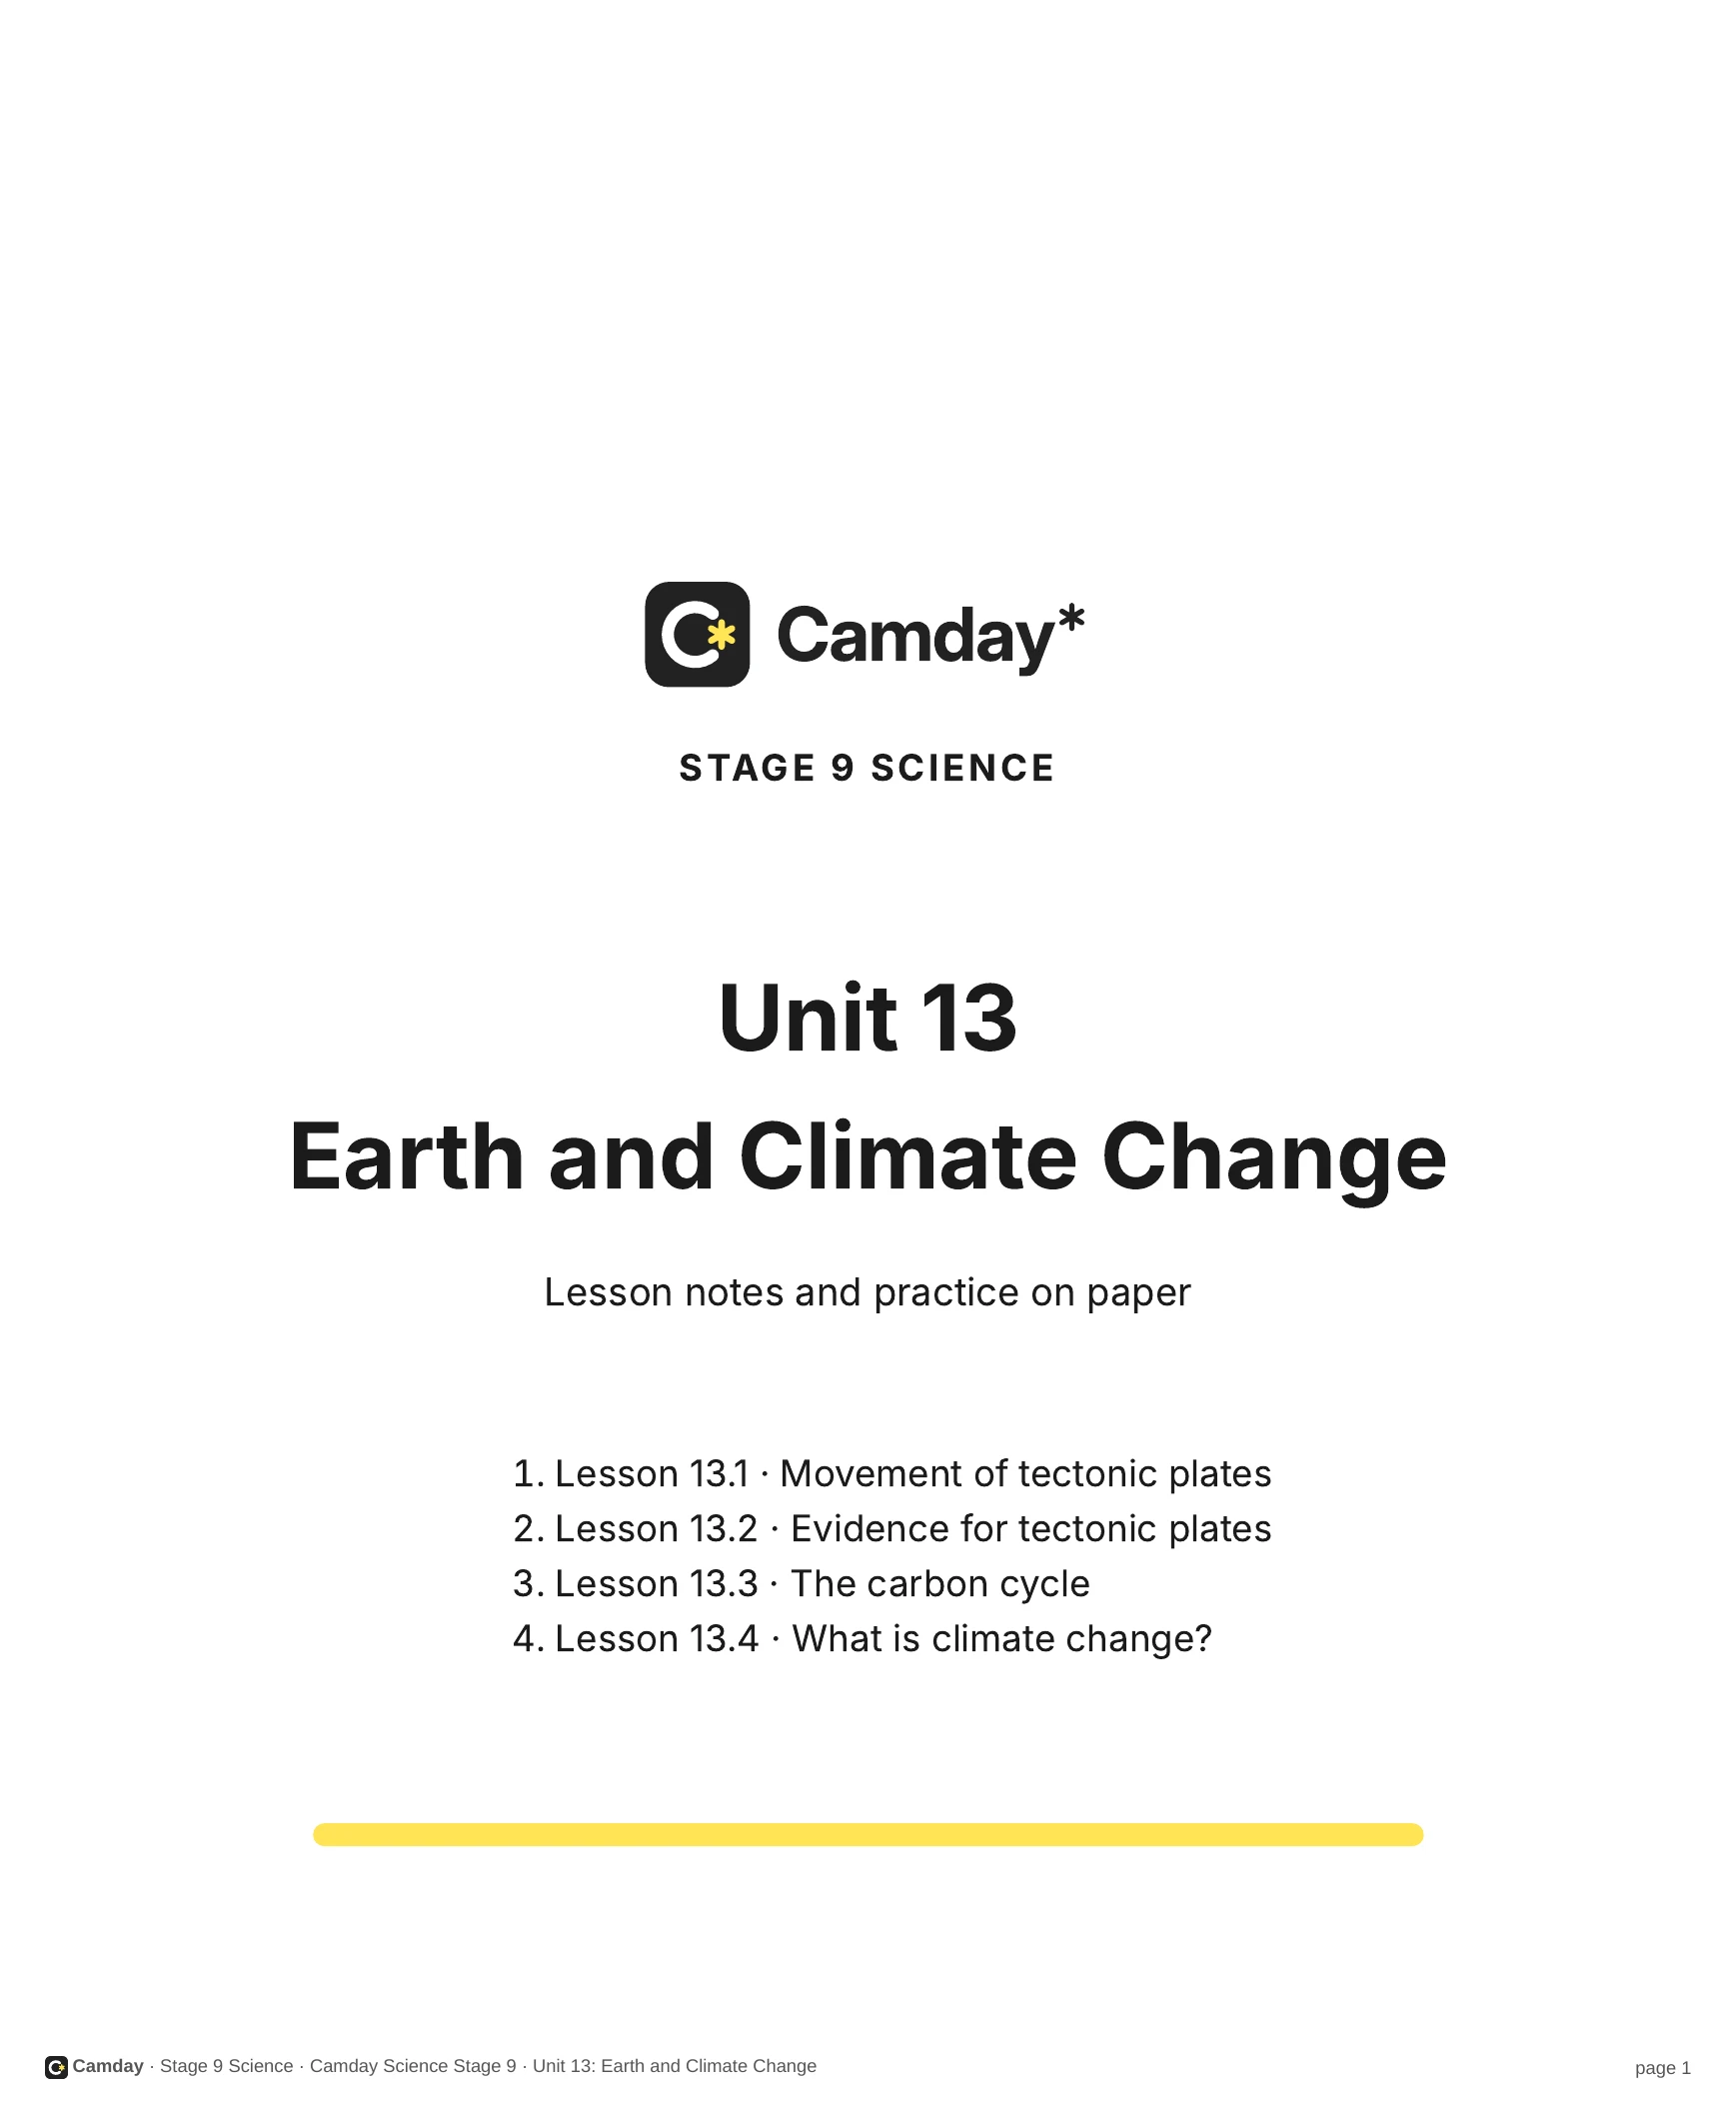 Camday*
STAGE 9 SCIENCE
Unit 13
Earth and Climate Change
Lesson notes and practice on paper
1. Lesson 13.1 · Movement of tectonic plates
2. Lesson 13.2 · Evidence for tectonic plates
3. Lesson 13.3 · The carbon cycle
4. Lesson 13.4 · What is climate change?
Camday · Stage 9 Science · Camday Science Stage 9 · Unit 13: Earth and Climate Change
page 1